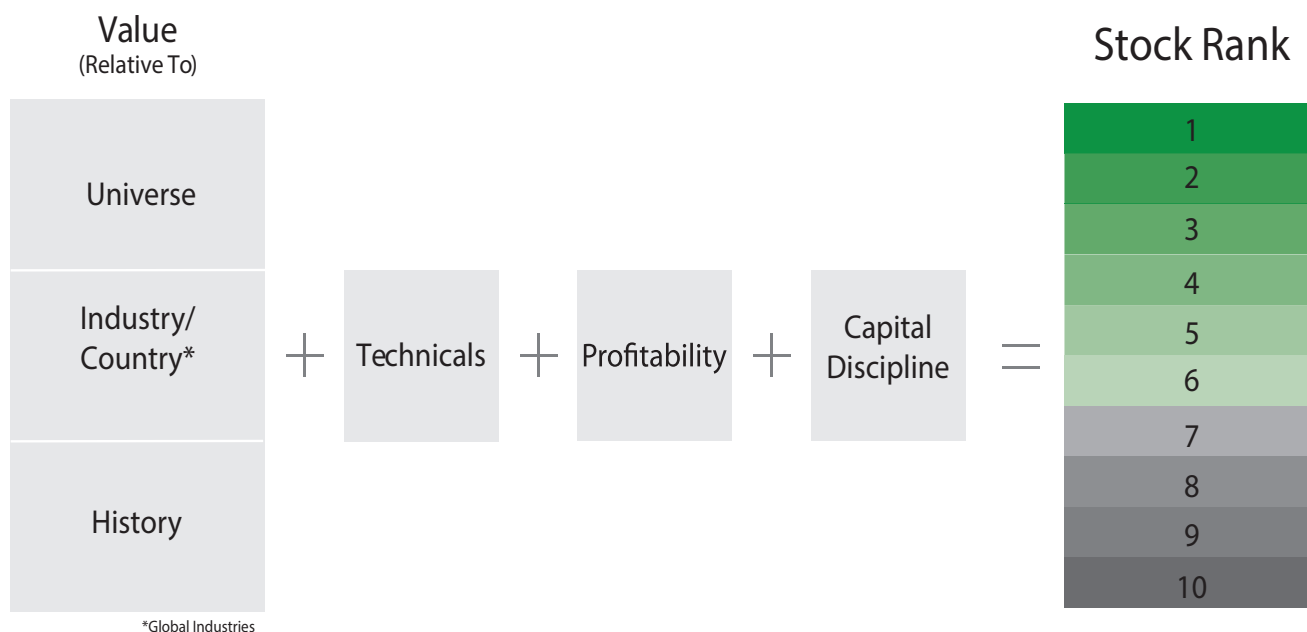 Value
(Relative To)
Stock Rank
Universe
Industry/
Country*
History
+
Technicals
+
Profitability
+
Capital
Discipline
=
1
2
3
4
5
6
7
8
9
10
*Global Industries